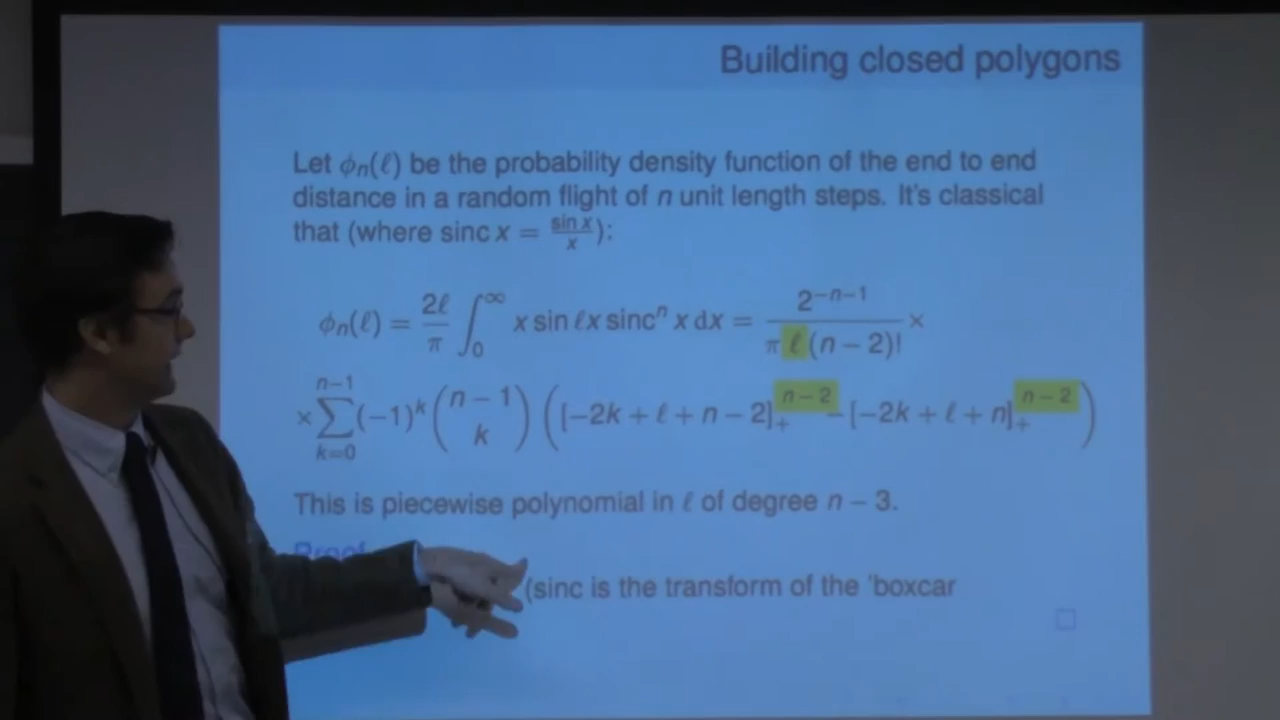 Building closed polygons
Let ϕₙ(ℓ) be the probability density function of the end to end
distance in a random flight of n unit length steps. It's classical
that (where sinc x = sin x / x):
ϕₙ(ℓ) = 2ℓ/π ∫₀^∞ x sin ℓx sincⁿ x dx = 2^{−n−1} / (π ℓ (n − 2)!) ×
× ∑_{k=0}^{n−1} (−1)^k (n − 1 choose k) ([−2k + ℓ + n − 2]₊^{n−2} − [−2k + ℓ + n]₊^{n−2})
This is piecewise polynomial in ℓ of degree n − 3.
Proof
(sinc is the transform of the 'boxcar